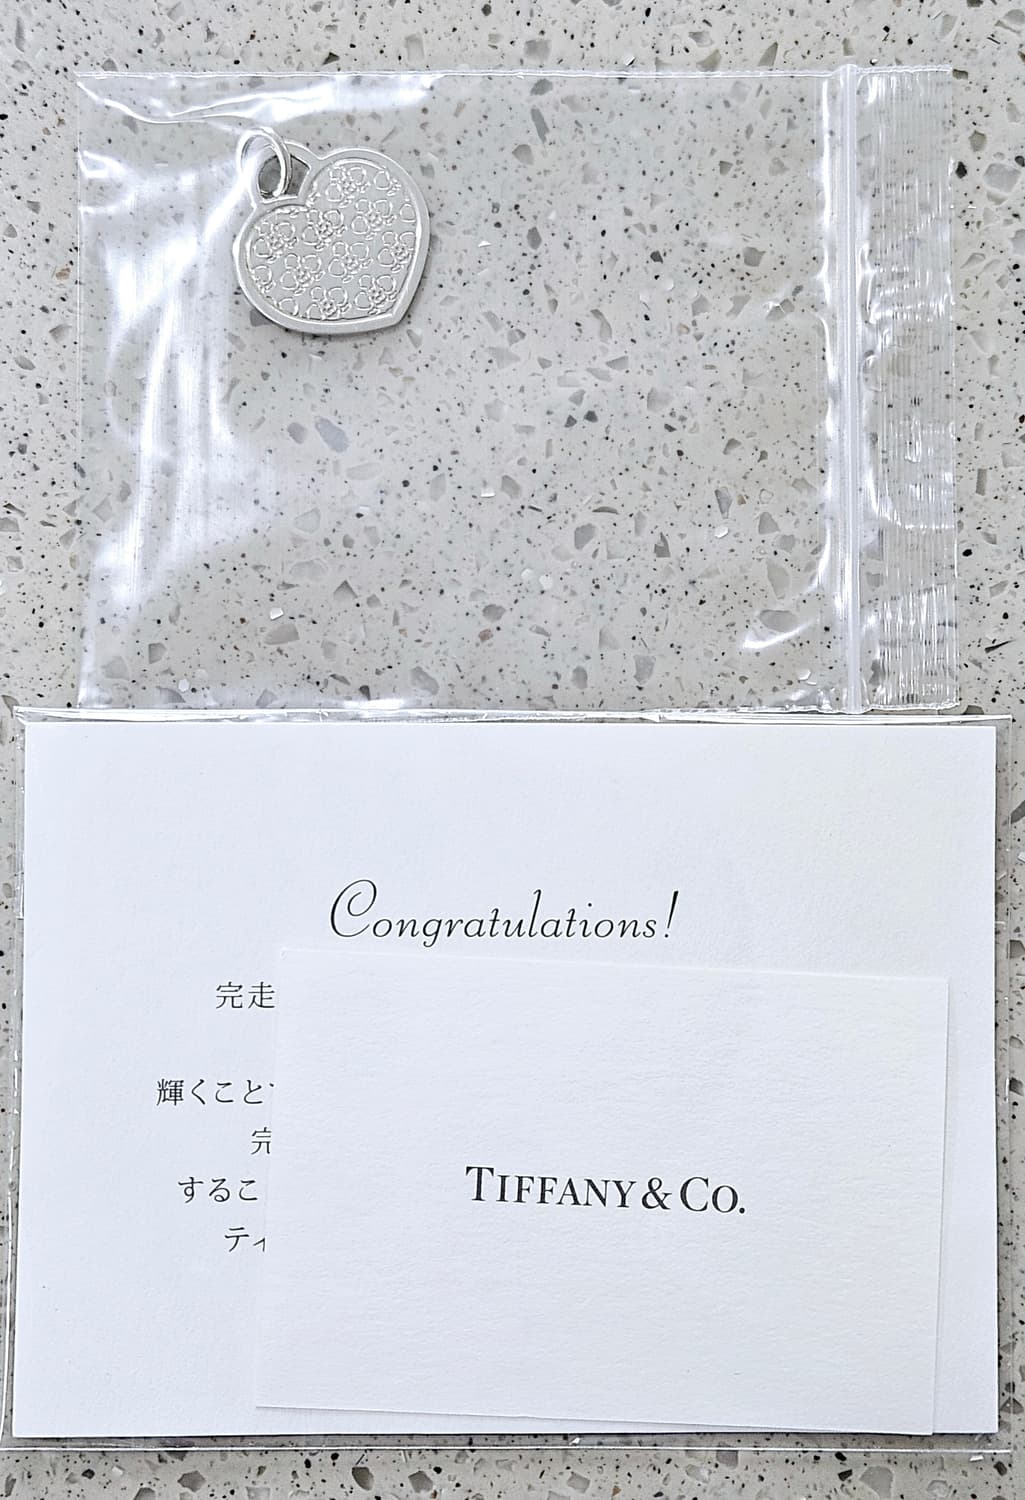 Congratulations!
完走
輝くこと
完
するこ
ティ
TIFFANY & CO.